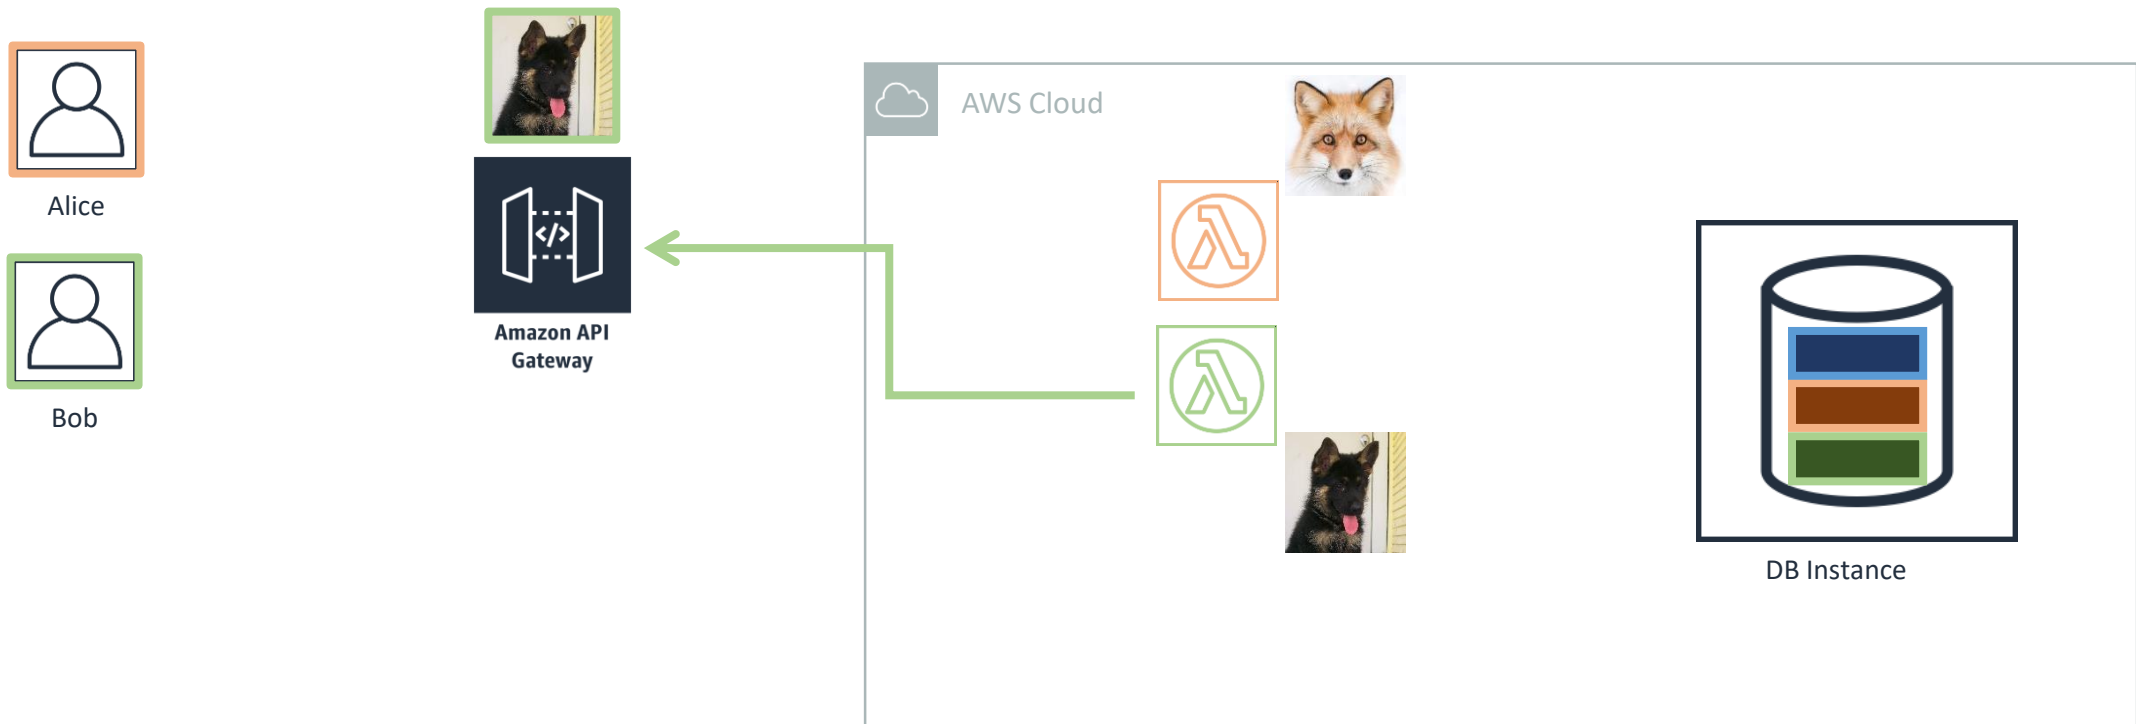 AWS Cloud
Alice
</>
Amazon API
Gateway
Bob
DB Instance